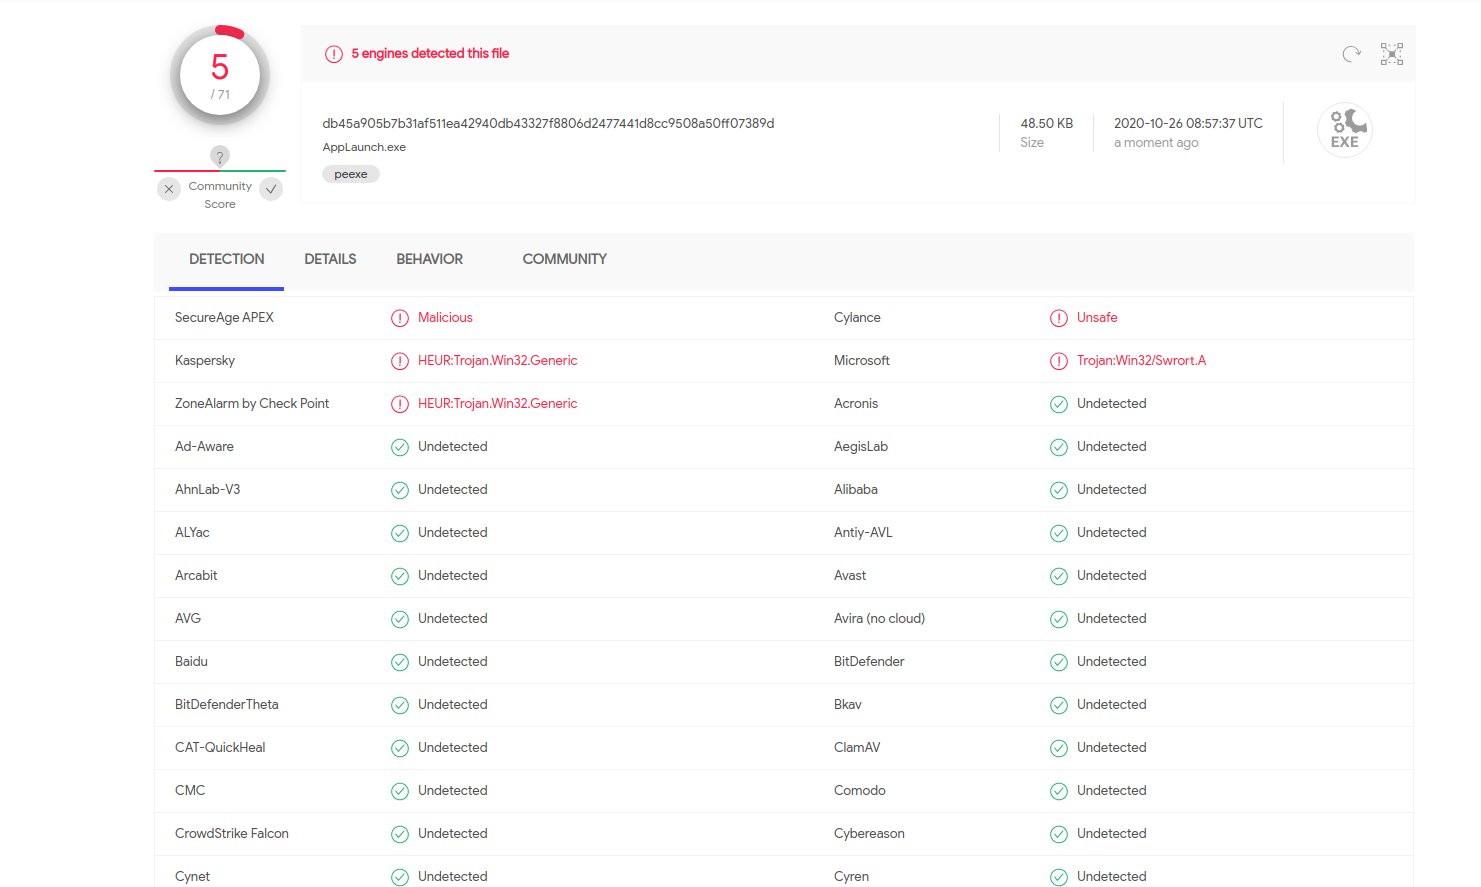 5
/ 71
?
Community
Score
5 engines detected this file
db45a905b7b31af511ea42940db43327f8806d2477441d8cc9508a50ff07389d
AppLaunch.exe
peexe
48.50 KB
Size
2020-10-26 08:57:37 UTC
a moment ago
EXE
DETECTION DETAILS BEHAVIOR COMMUNITY
SecureAge APEX Malicious Cylance Unsafe
Kaspersky HEUR:Trojan.Win32.Generic Microsoft Trojan:Win32/Swrort.A
ZoneAlarm by Check Point HEUR:Trojan.Win32.Generic Acronis Undetected
Ad-Aware Undetected AegisLab Undetected
AhnLab-V3 Undetected Alibaba Undetected
ALYac Undetected Antiy-AVL Undetected
Arcabit Undetected Avast Undetected
AVG Undetected Avira (no cloud) Undetected
Baidu Undetected BitDefender Undetected
BitDefenderTheta Undetected Bkav Undetected
CAT-QuickHeal Undetected ClamAV Undetected
CMC Undetected Comodo Undetected
CrowdStrike Falcon Undetected Cybereason Undetected
Cynet Undetected Cyren Undetected